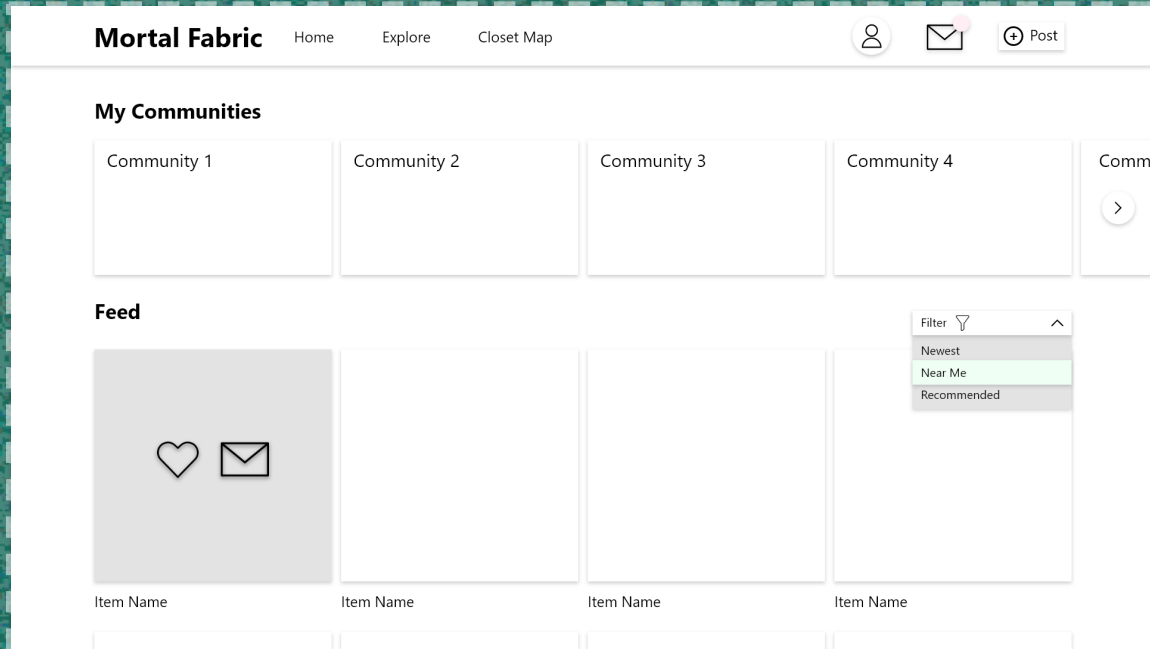 Mortal Fabric Home Explore Closet Map Post
My Communities
Community 1 Community 2 Community 3 Community 4 Comm
Feed
Filter
Newest
Near Me
Recommended
Item Name Item Name Item Name Item Name